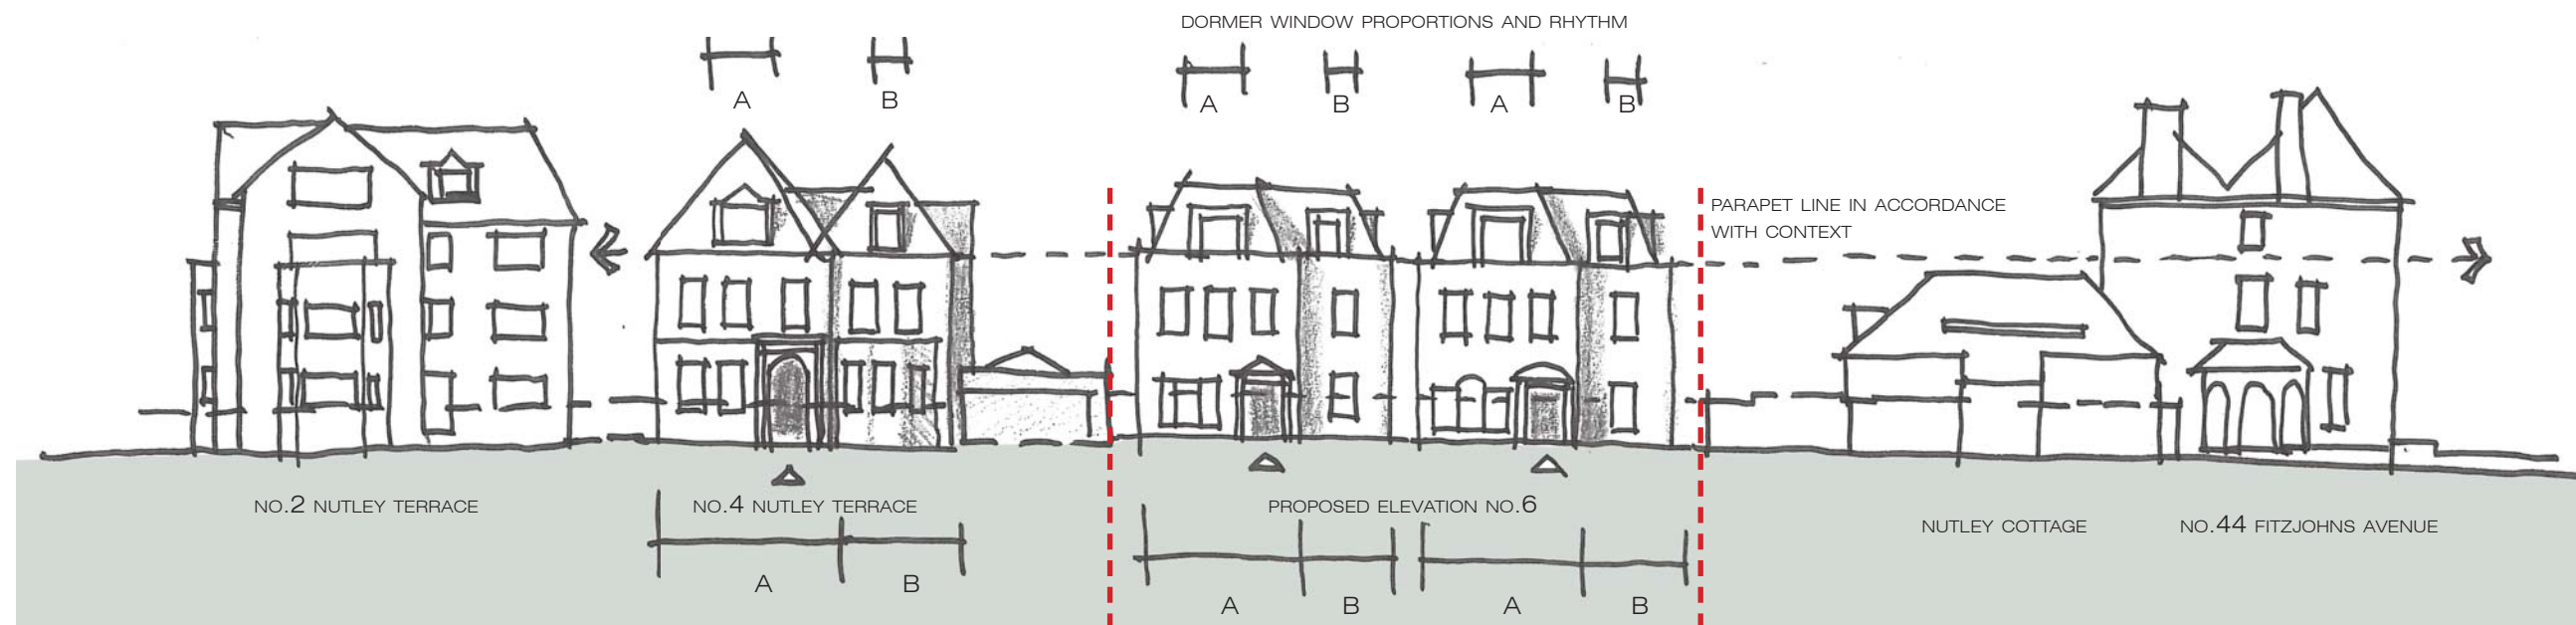 DORMER WINDOW PROPORTIONS AND RHYTHM
A B A B A B
PARAPET LINE IN ACCORDANCE
WITH CONTEXT
NO.2 NUTLEY TERRACE
NO.4 NUTLEY TERRACE
PROPOSED ELEVATION NO.6
NUTLEY COTTAGE
NO.44 FITZJOHNS AVENUE
A B A B A B